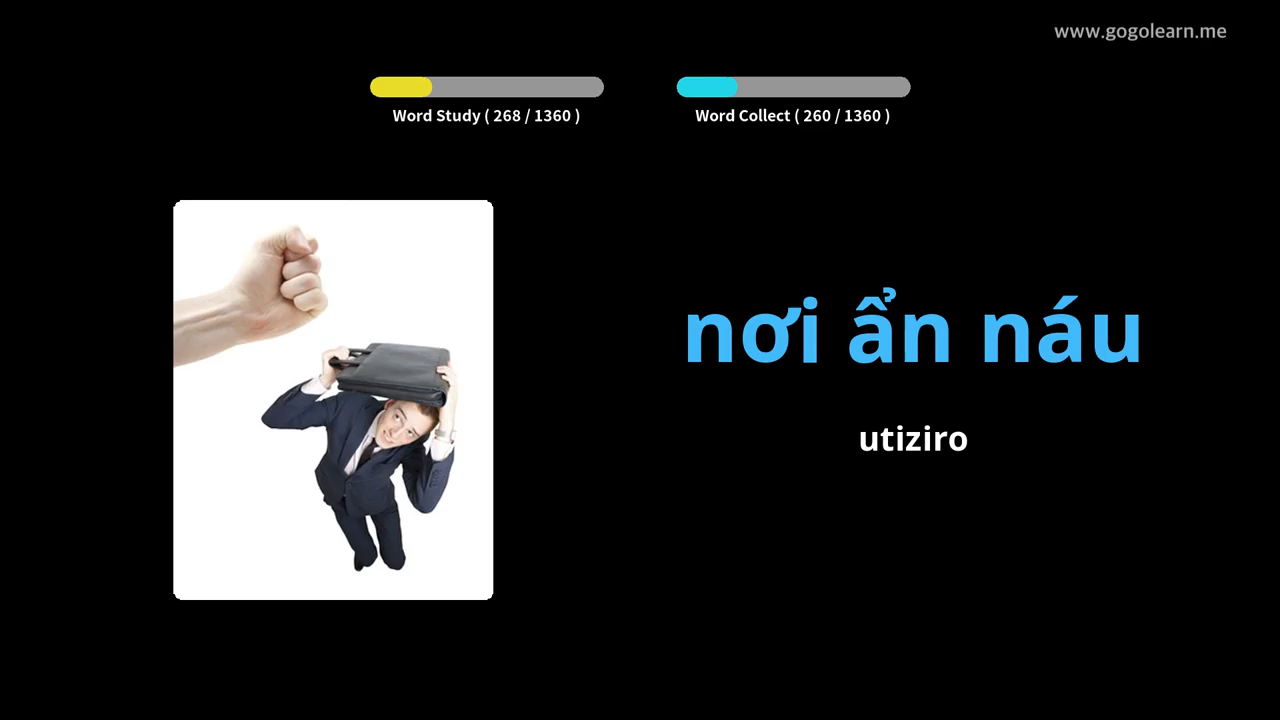 www.gogolearn.me
Word Study ( 268 / 1360 )
Word Collect ( 260 / 1360 )
nơi ẩn náu
utiziro